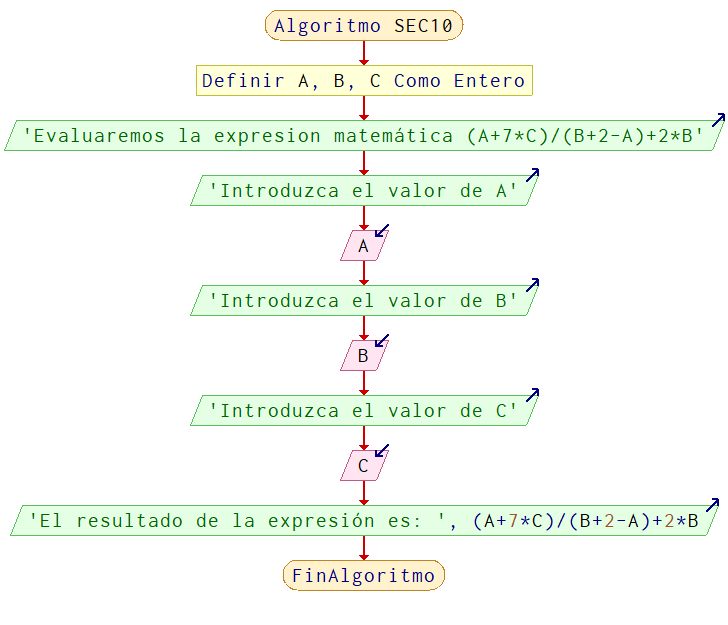 Algoritmo SEC10
Definir A, B, C Como Entero
'Evaluaremos la expresion matemática (A+7*C)/(B+2-A)+2*B'
'Introduzca el valor de A'
A
'Introduzca el valor de B'
B
'Introduzca el valor de C'
C
'El resultado de la expresión es: ', (A+7*C)/(B+2-A)+2*B
FinAlgoritmo